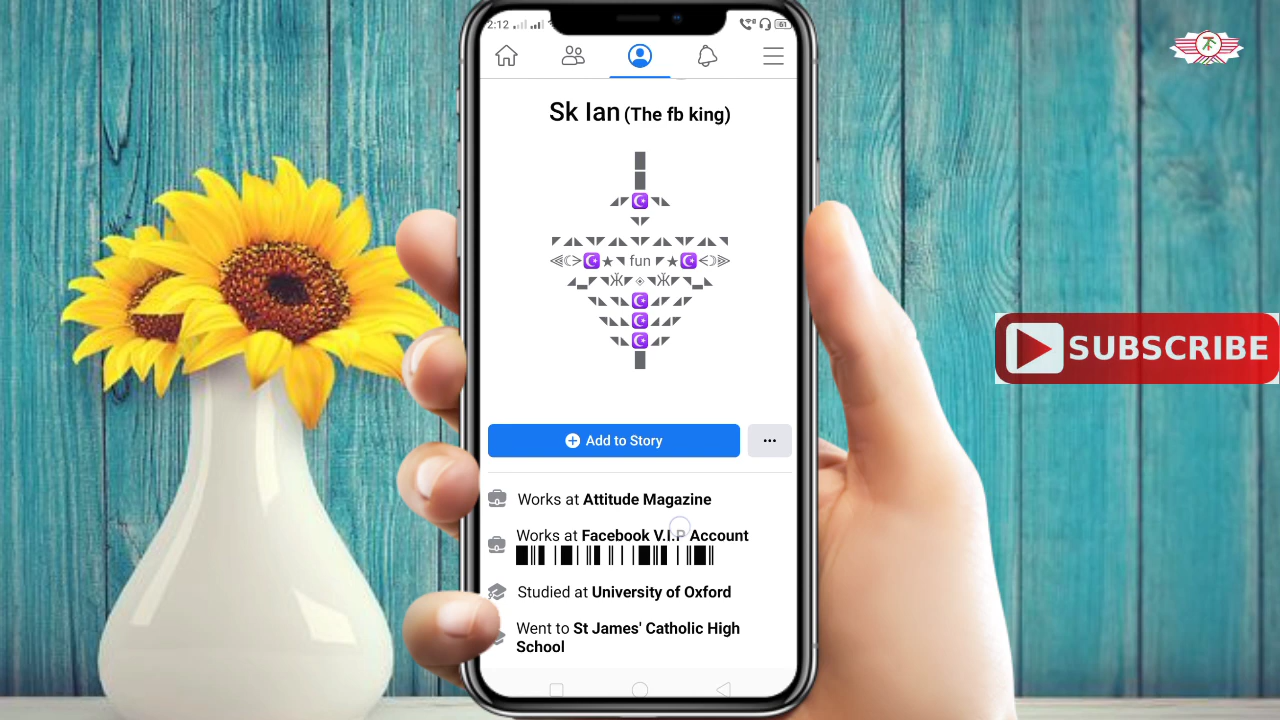 2:12
61
Sk Ian (The fb king)
█
█
◢◤☪◥◣
◥◤
◤◢◣◥◤◢◣◥◤◢◣◥◤◢◣◥
⫷☾>☪★◥ fun ◤★☪<☽⫸
◢▂◤◥Ж◤◈◥Ж◤◥▂◣
◥◣◥◣☪◢◤◢◤
◥◣◣☪◢◢◤
◥◣☪◢◤
█
Add to Story
Works at Attitude Magazine
Works at Facebook V.I.P Account
Studied at University of Oxford
Went to St James' Catholic High
School
SUBSCRIBE